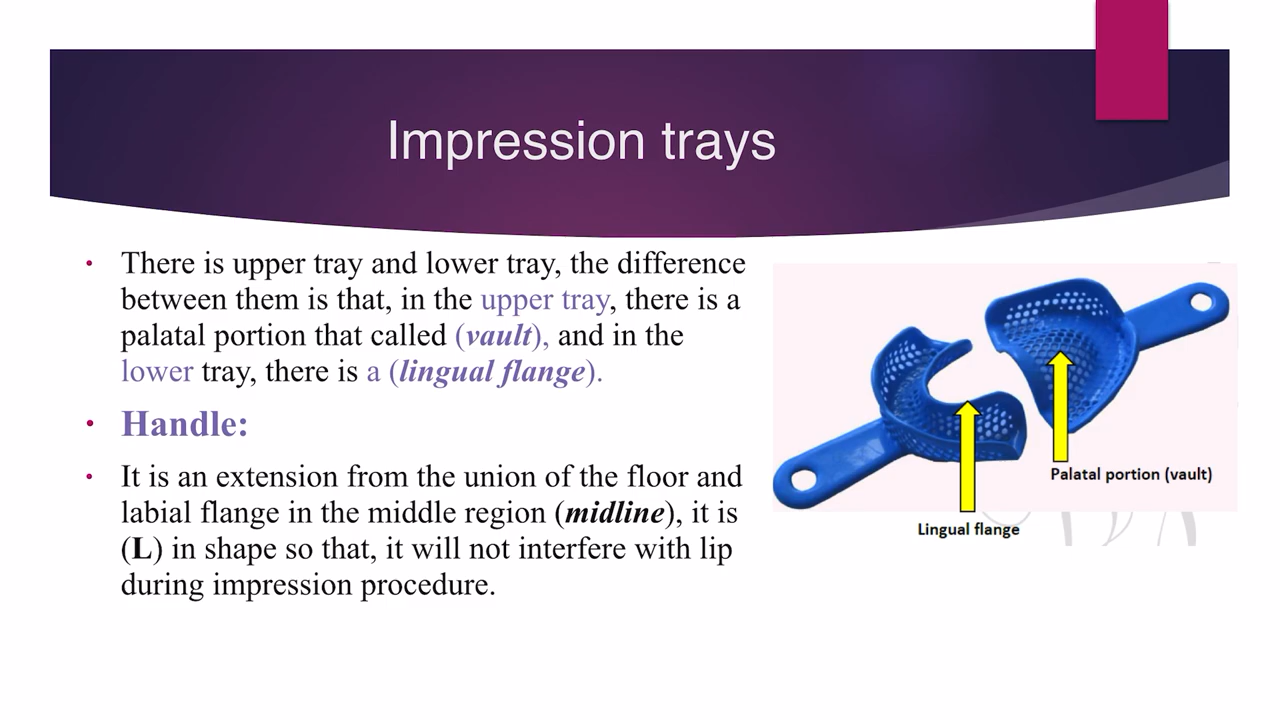 Impression trays
• There is upper tray and lower tray, the difference
between them is that, in the upper tray, there is a
palatal portion that called (vault), and in the
lower tray, there is a (lingual flange).
• Handle:
• It is an extension from the union of the floor and
labial flange in the middle region (midline), it is
(L) in shape so that, it will not interfere with lip
during impression procedure.
Palatal portion (vault)
Lingual flange